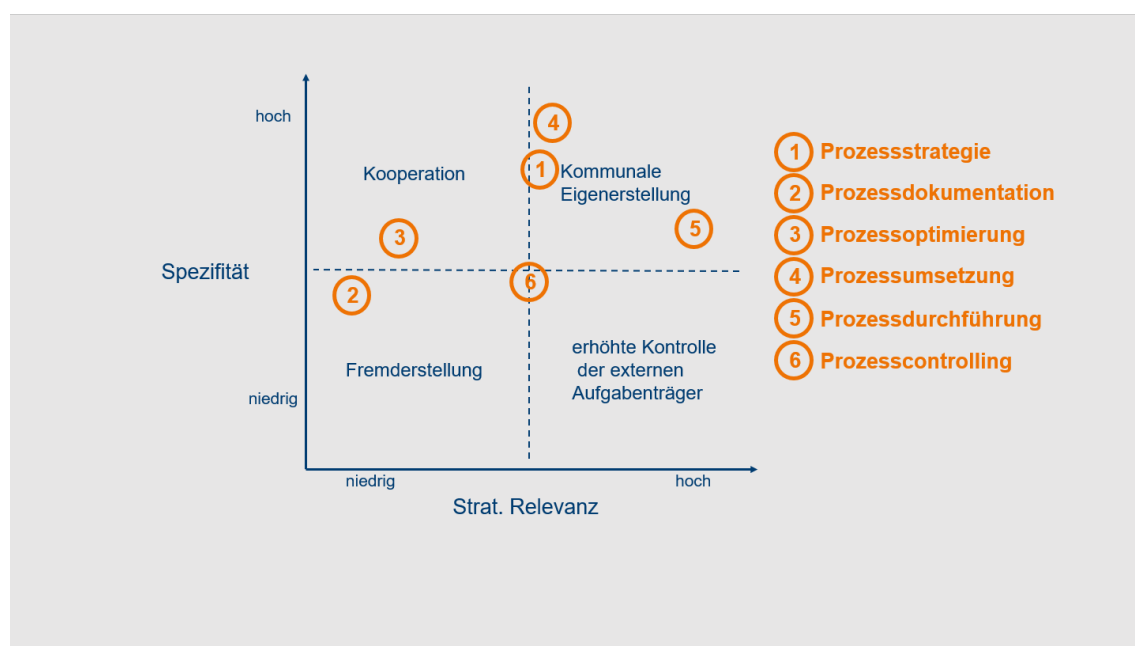 hoch
4
1
Kooperation
Kommunale
Eigenerstellung
3
5
Spezifität
2
6
Fremderstellung
erhöhte Kontrolle
der externen
Aufgabenträger
niedrig
niedrig
hoch
Strat. Relevanz
1 Prozessstrategie
2 Prozessdokumentation
3 Prozessoptimierung
4 Prozessumsetzung
5 Prozessdurchführung
6 Prozesscontrolling